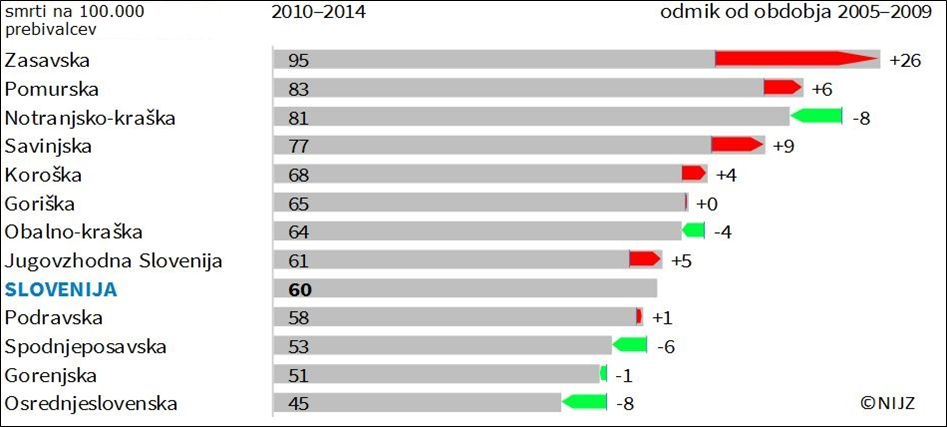 smrti na 100.000 prebivalcev
2010–2014 odmik od obdobja 2005–2009
Zasavska 95 +26
Pomurska 83 +6
Notranjsko-kraška 81 -8
Savinjska 77 +9
Koroška 68 +4
Goriška 65 +0
Obalno-kraška 64 -4
Jugovzhodna Slovenija 61 +5
SLOVENIJA 60
Podravska 58 +1
Spodnjeposavska 53 -6
Gorenjska 51 -1
Osrednjeslovenska 45 -8
©NIJZ